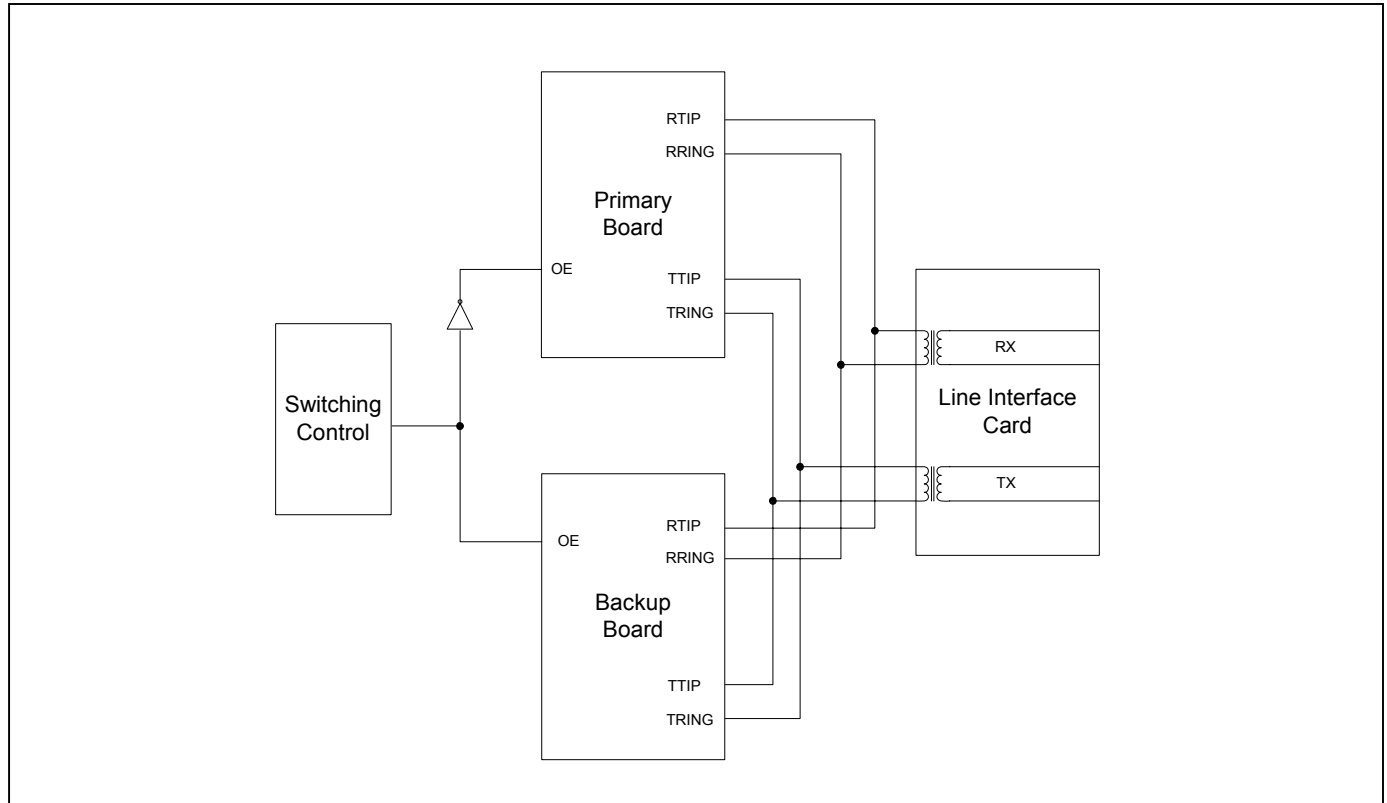 RTIP
RRING
Primary
Board
OE
TTIP
TRING
Switching
Control
RX
Line Interface
Card
TX
RTIP
OE
RRING
Backup
Board
TTIP
TRING